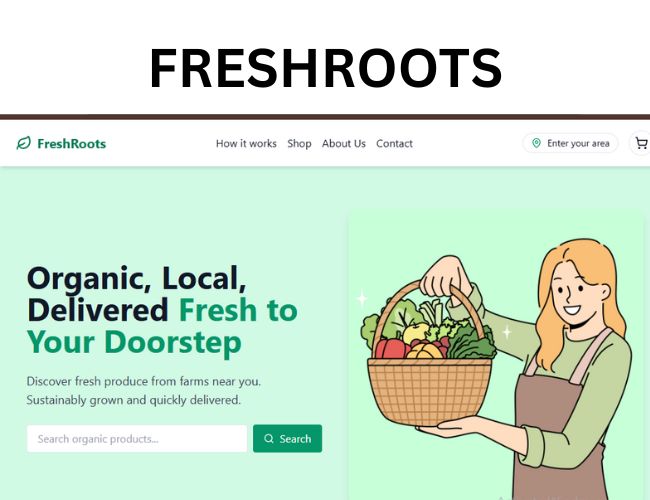 FRESHROOTS
FreshRoots
How it works Shop About Us Contact
Enter your area
Organic, Local,
Delivered Fresh to
Your Doorstep
Discover fresh produce from farms near you.
Sustainably grown and quickly delivered.
Search organic products...
Search